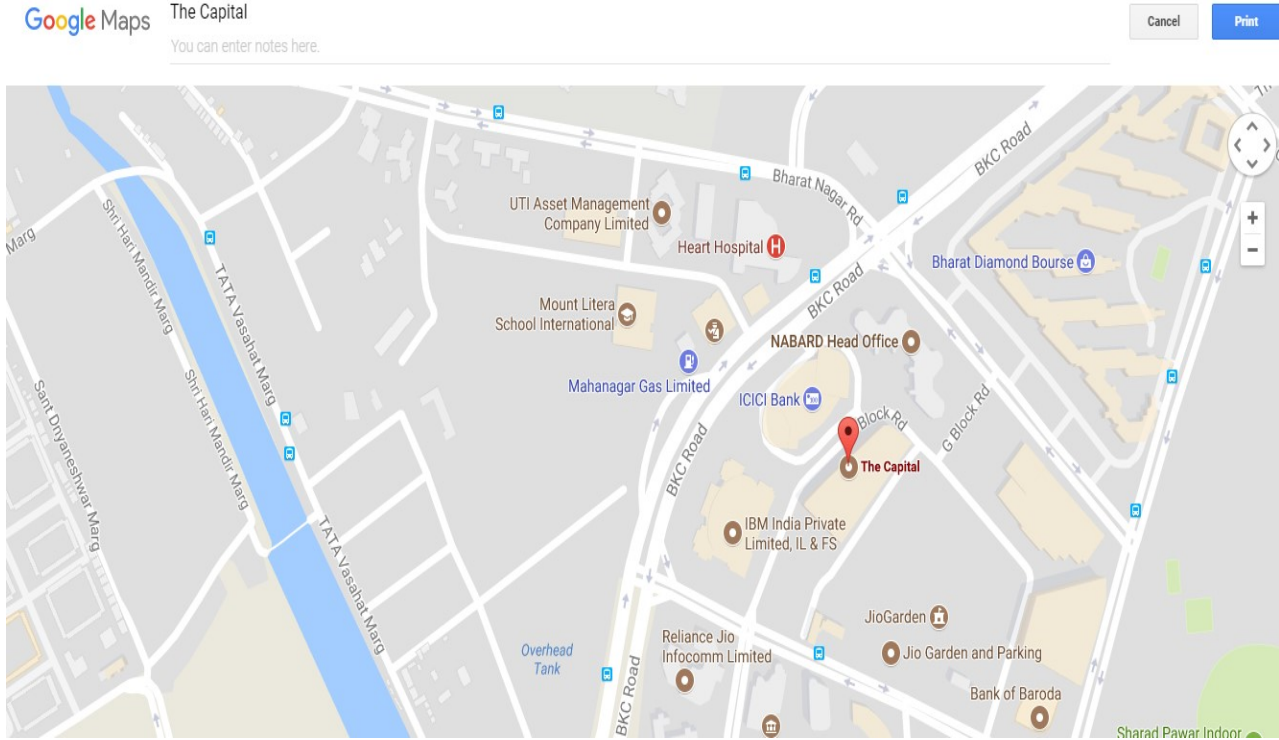 Google Maps
The Capital
You can enter notes here.
Cancel
Print
BKC Road
Bharat Nagar Rd
UTI Asset Management
Company Limited
Heart Hospital
H
Marg
Shri Hari Mandir Marg
TATA Vasahat Marg
BKC Road
Bharat Diamond Bourse
+
−
Mount Litera
School International
NABARD Head Office
Mahanagar Gas Limited
ICICI Bank
Sant Dnyaneshwar Marg
Shri Hari Mandir Marg
Block Rd
G Block Rd
BKC Road
The Capital
IBM India Private
Limited, IL & FS
TATA Vasahat Marg
JioGarden
Overhead
Tank
Reliance Jio
Infocomm Limited
Jio Garden and Parking
BKC Road
Bank of Baroda
Sharad Pawar Indoor